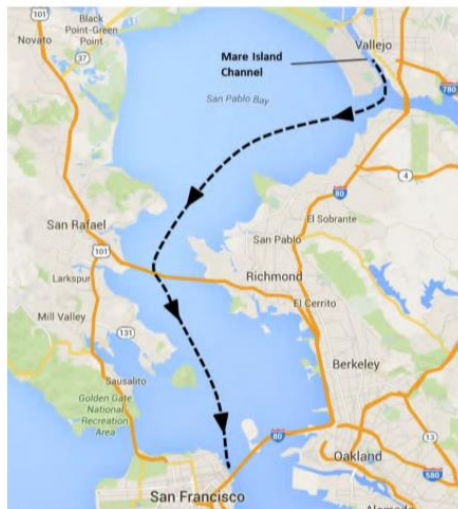 101
Novato
Black
Point-Green
Point
37
Mare Island
Channel
Vallejo
780
San Pablo Bay
80
4
El Sobrante
San Rafael
San Pablo
101
Richmond
Larkspur
El Cerrito
Mill Valley
131
Berkeley
Sausalito
Golden Gate
National
Recreation
Area
80
13
Oakland
580
San Francisco
Alameda